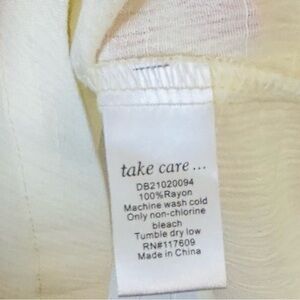 take care ...
DB21020094
100%Rayon
Machine wash cold
Only non-chlorine
bleach
Tumble dry low
RN#117609
Made in China